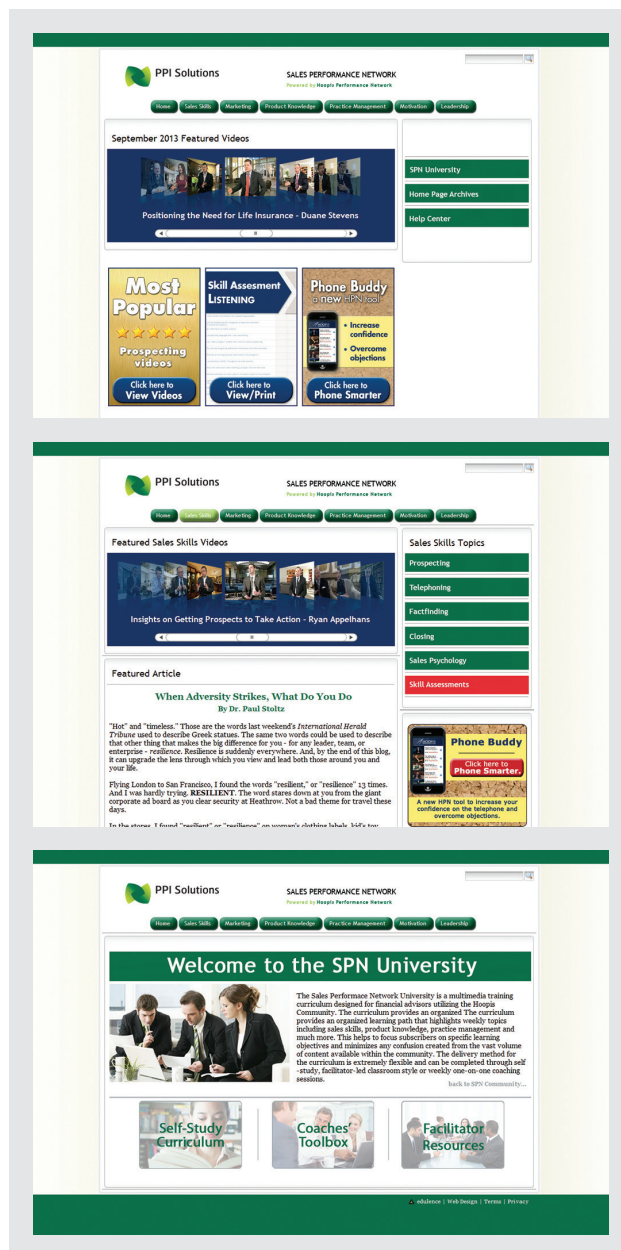 PPI Solutions
SALES PERFORMANCE NETWORK
Powered by Hoopis Performance Network
Home
Sales Skills
Marketing
Product Knowledge
Practice Management
Motivation
Leadership
September 2013 Featured Videos
Positioning the Need for Life Insurance - Duane Stevens
SPN University
Home Page Archives
Help Center
Most
Popular
Prospecting
videos
Click here to
View Videos
Skill Assesment
LISTENING
Click here to
View/Print
Phone Buddy
a new HPN tool
• Increase
confidence
• Overcome
objections
Click here to
Phone Smarter
PPI Solutions
SALES PERFORMANCE NETWORK
Powered by Hoopis Performance Network
Home
Sales Skills
Marketing
Product Knowledge
Practice Management
Motivation
Leadership
Featured Sales Skills Videos
Insights on Getting Prospects to Take Action - Ryan Appelhans
Sales Skills Topics
Prospecting
Telephoning
Factfinding
Closing
Sales Psychology
Skill Assessments
Featured Article
When Adversity Strikes, What Do You Do
By Dr. Paul Stoltz
"Hot" and "timeless." Those are the words last weekend's International Herald
Tribune used to describe Greek statues. The same two words could be used to describe
that other thing that makes the big difference for you - for any leader, team, or
enterprise - resilience. Resilience is suddenly everywhere. And, by the end of this blog,
it can upgrade the lens through which you view and lead both those around you and
your life.
Flying London to San Francisco, I found the words "resilient," or "resilience" 13 times.
And I was hardly trying. RESILIENT. The word stares down at you from the giant
corporate ad board as you clear security at Heathrow. Not a bad theme for travel these
days.
In the stores, I found "resilient" or "resilience" on woman's clothing labels, kid's toy
Phone Buddy
Click here to
Phone Smarter.
A new HPN tool to increase your
confidence on the telephone and
overcome objections.
PPI Solutions
SALES PERFORMANCE NETWORK
Powered by Hoopis Performance Network
Home
Sales Skills
Marketing
Product Knowledge
Practice Management
Motivation
Leadership
Welcome to the SPN University
The Sales Performace Network University is a multimedia training
curriculum designed for financial advisors utilizing the Hoopis
Community. The curriculum provides an organized The curriculum
provides an organized learning path that highlights weekly topics
including sales skills, product knowledge, practice management and
much more. This helps to focus subscribers on specific learning
objectives and minimizes any confusion created from the vast volume
of content available within the community. The delivery method for
the curriculum is extremely flexible and can be completed through self
-study, facilitator-led classroom style or weekly one-on-one coaching
sessions.
back to SPN Community...
Self-Study
Curriculum
Coaches
Toolbox
Facilitator
Resources
edulence | Web Design | Terms | Privacy